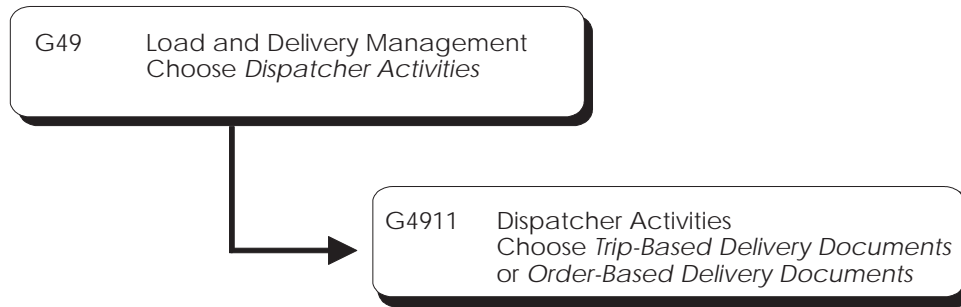 G49 Load and Delivery Management
Choose Dispatcher Activities
G4911 Dispatcher Activities
Choose Trip-Based Delivery Documents
or Order-Based Delivery Documents